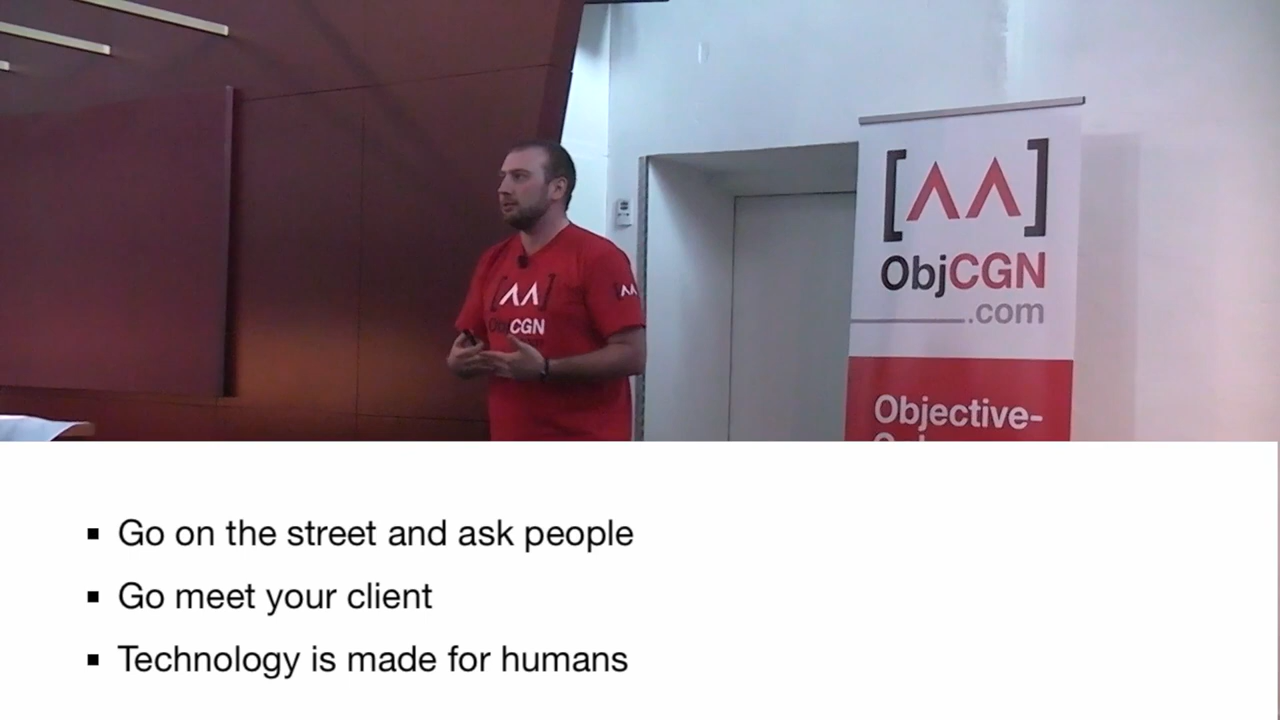 [ΛΛ]
ObjCGN
[ΛΛ]
ObjCGN
.com
Objective-
Go on the street and ask people
Go meet your client
Technology is made for humans